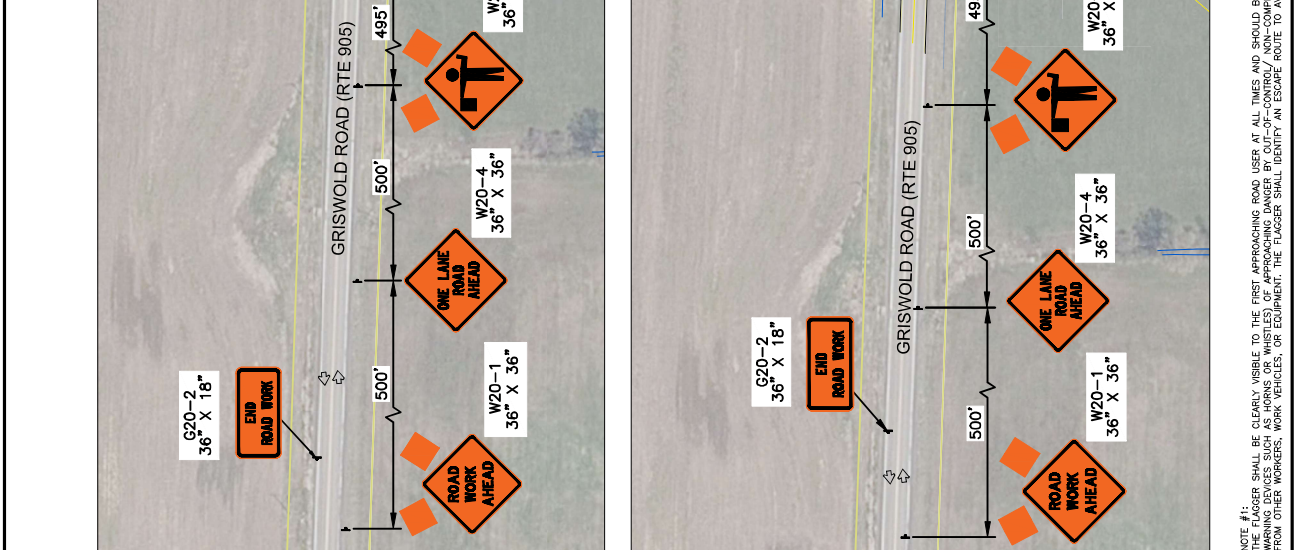 495'
W
36"
GRISWOLD ROAD (RTE 905)
500'
W20-4
36" X 36"
ONE LANE
ROAD
AHEAD
500'
G20-2
36" X 18"
END
ROAD WORK
W20-1
36" X 36"
ROAD
WORK
AHEAD
49
W20
36" X
GRISWOLD ROAD (RTE 905)
500'
W20-4
36" X 36"
ONE LANE
ROAD
AHEAD
500'
G20-2
36" X 18"
END
ROAD WORK
W20-1
36" X 36"
ROAD
WORK
AHEAD
NOTE #1:
THE FLAGGER SHALL BE CLEARLY VISIBLE TO THE FIRST APPROACHING ROAD USER AT ALL TIMES AND SHOULD B
WARNING DEVICES SUCH AS HORNS OR WHISTLES) OF APPROACHING DANGER BY OUT-OF-CONTROL/ NON-COMP
FROM OTHER WORKERS, WORK VEHICLES, OR EQUIPMENT. THE FLAGGER SHALL IDENTIFY AN ESCAPE ROUTE TO AV